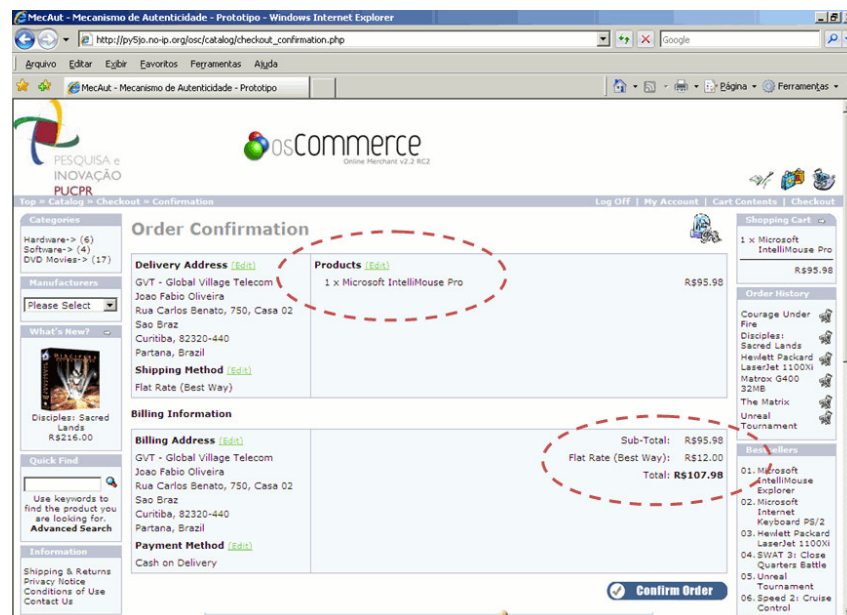 MecAut - Mecanismo de Autenticidade - Prototipo - Windows Internet Explorer
http://py5jo.no-ip.org/osc/catalog/checkout_confirmation.php
Google
Arquivo Editar Exibir Favoritos Ferramentas Ajuda
MecAut - Mecanismo de Autenticidade - Prototipo
Página Ferramentas
PESQUISA e
INOVAÇÃO
PUCPR
osCommerce
Online Merchant v2.2 RC2
Top » Catalog » Checkout » Confirmation
Log Off | My Account | Cart Contents | Checkout
Categories
Hardware-> (6)
Software-> (4)
DVD Movies-> (17)
Manufacturers
Please Select
What's New?
Disciples: Sacred
Lands
R$216.00
Quick Find
Use keywords to
find the product you
are looking for.
Advanced Search
Information
Shipping & Returns
Privacy Notice
Conditions of Use
Contact Us
Order Confirmation
Delivery Address (Edit)
GVT - Global Village Telecom
Joao Fabio Oliveira
Rua Carlos Benato, 750, Casa 02
Sao Braz
Curitiba, 82320-440
Partana, Brazil
Shipping Method (Edit)
Flat Rate (Best Way)
Products (Edit)
1 x Microsoft IntelliMouse Pro R$95.98
Billing Information
Billing Address (Edit)
GVT - Global Village Telecom
Joao Fabio Oliveira
Rua Carlos Benato, 750, Casa 02
Sao Braz
Curitiba, 82320-440
Partana, Brazil
Payment Method (Edit)
Cash on Delivery
Sub-Total: R$95.98
Flat Rate (Best Way): R$12.00
Total: R$107.98
Confirm Order
Shopping Cart
1 x Microsoft
IntelliMouse Pro
R$95.98
Order History
Courage Under
Fire
Disciples:
Sacred Lands
Hewlett Packard
LaserJet 1100Xi
Matrox G400
32MB
The Matrix
Unreal
Tournament
Bestsellers
01. Microsoft
IntelliMouse
Explorer
02. Microsoft
Internet
Keyboard PS/2
03. Hewlett Packard
LaserJet 1100Xi
04. SWAT 3: Close
Quarters Battle
05. Unreal
Tournament
06. Speed 2: Cruise
Control